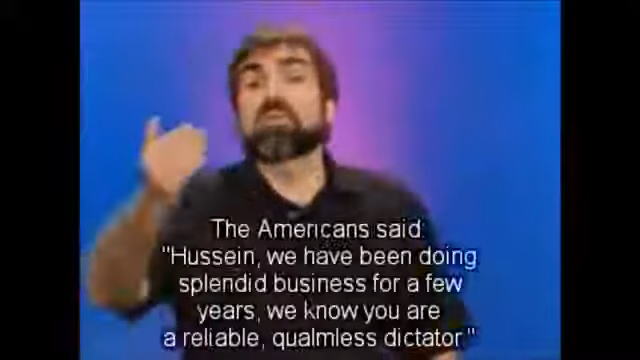 The Americans said:
"Hussein, we have been doing
splendid business for a few
years, we know you are
a reliable, qualmless dictator."